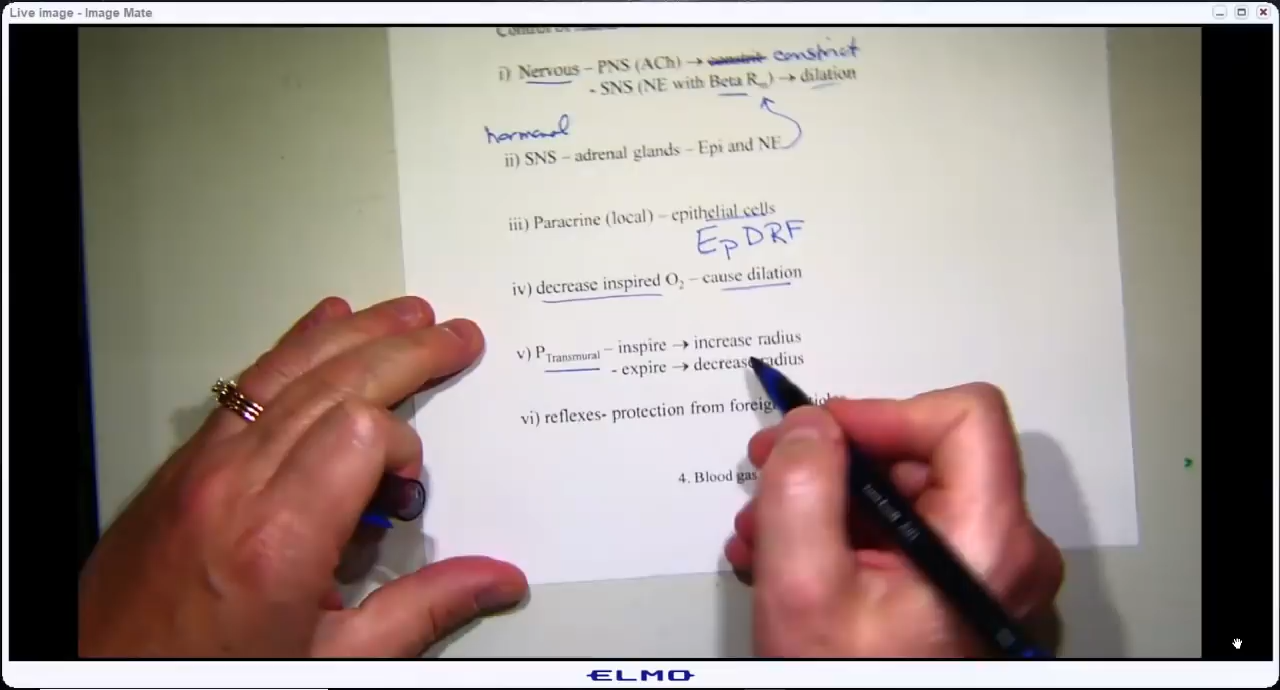 Live image - Image Mate
i) Nervous – PNS (ACh) → constrict
- SNS (NE with Beta R) → dilation
hormonal
ii) SNS – adrenal glands – Epi and NE
iii) Paracrine (local) – epithelial cells
EpDRF
iv) decrease inspired O₂ – cause dilation
v) P Transmural – inspire → increase radius
- expire → decrease radius
vi) reflexes- protection from
4. Blood gas
ELMO